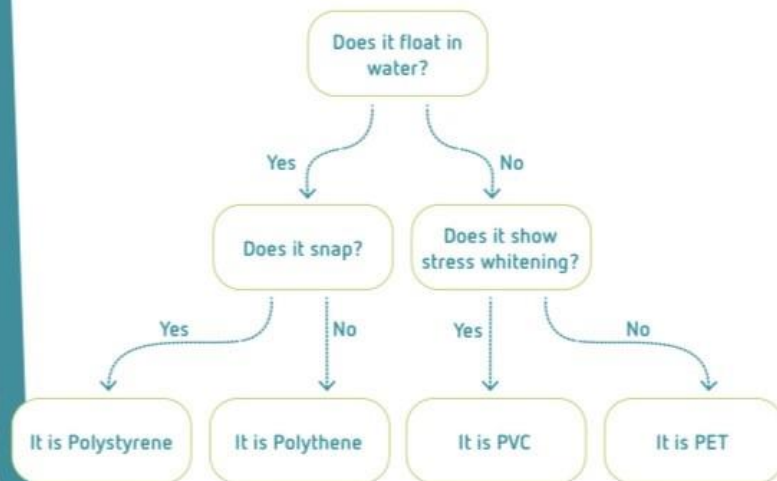 Does it float in
water?
Yes
No
Does it snap?
Does it show
stress whitening?
Yes
No
Yes
No
It is Polystyrene
It is Polythene
It is PVC
It is PET